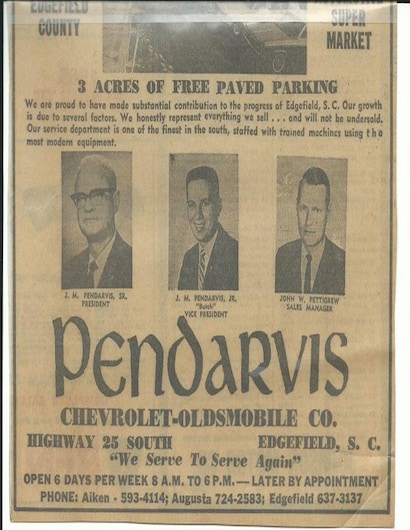 EDGEFIELD
COUNTY
SUPER
MARKET
3 ACRES OF FREE PAVED PARKING
We are proud to have made substantial contribution to the progress of Edgefield, S. C. Our growth
is due to several factors. We honestly represent everything we sell . . . and will not be undersold.
Our service department is one of the finest in the south, staffed with trained mechincs using the
most modern equipment.
J. M. PENDARVIS, SR.
PRESIDENT
J. M. PENDARVIS, JR.
"Butch"
VICE PRESIDENT
JOHN W. PETTIGREW
SALES MANAGER
PENDARVIS
CHEVROLET-OLDSMOBILE CO.
HIGHWAY 25 SOUTH EDGEFIELD, S. C.
"We Serve To Serve Again"
OPEN 6 DAYS PER WEEK 8 A.M. TO 6 P.M. — LATER BY APPOINTMENT
PHONE: Aiken - 593-4114; Augusta 724-2583; Edgefield 637-3137